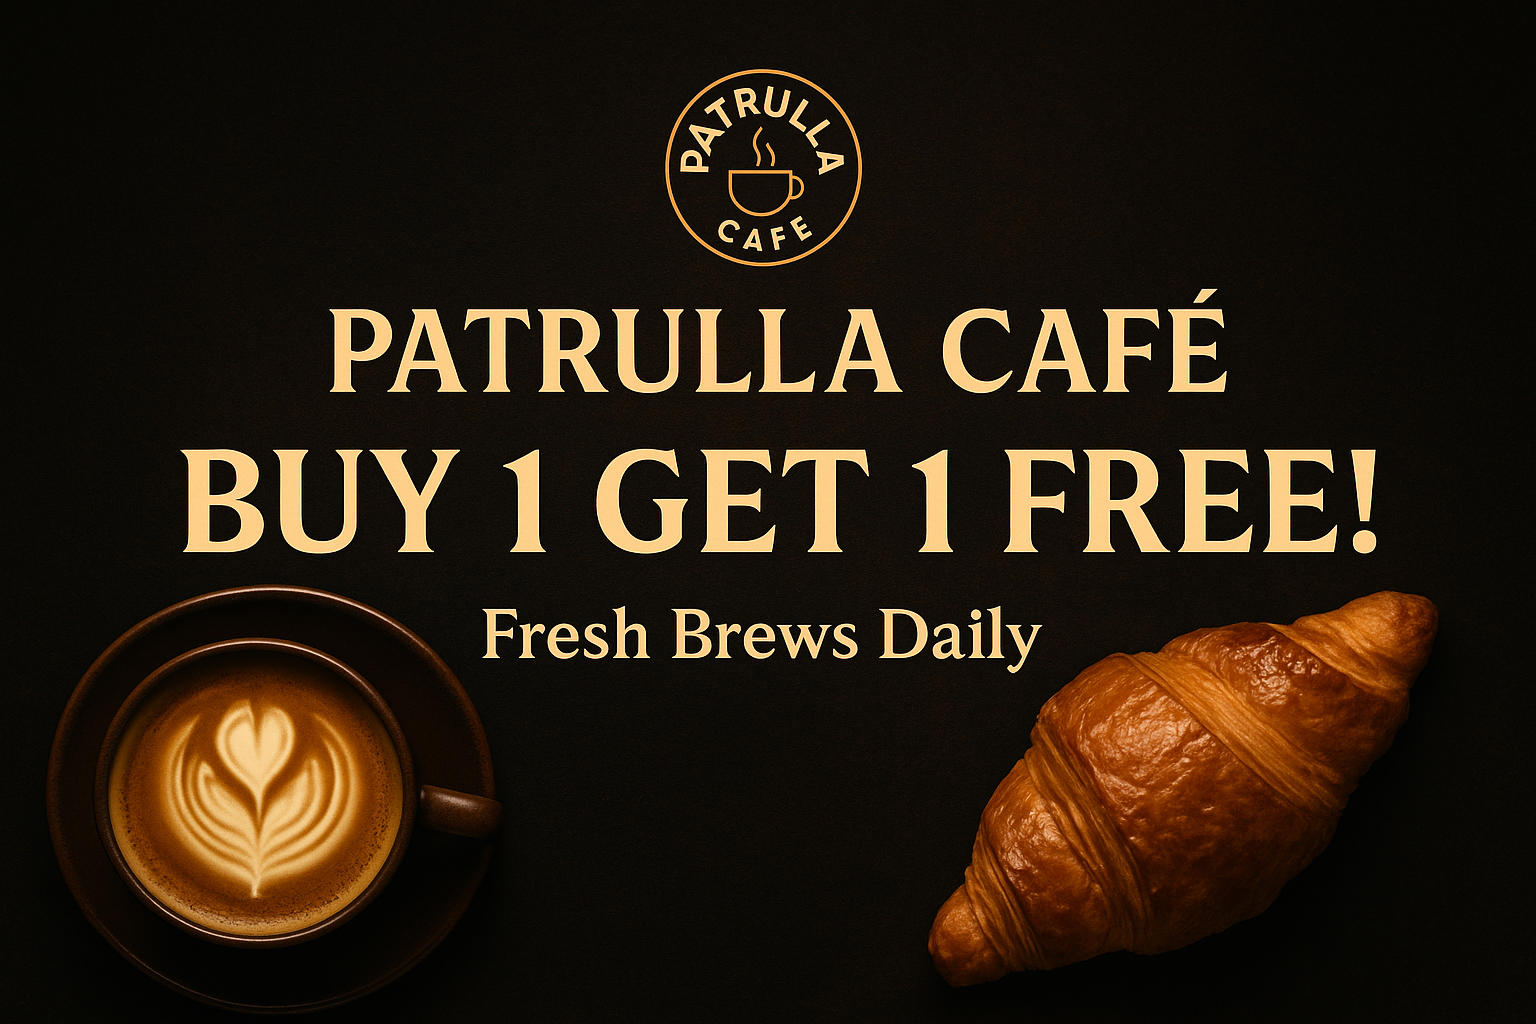 PATRULLA
CAFE
PATRULLA CAFÉ
BUY 1 GET 1 FREE!
Fresh Brews Daily